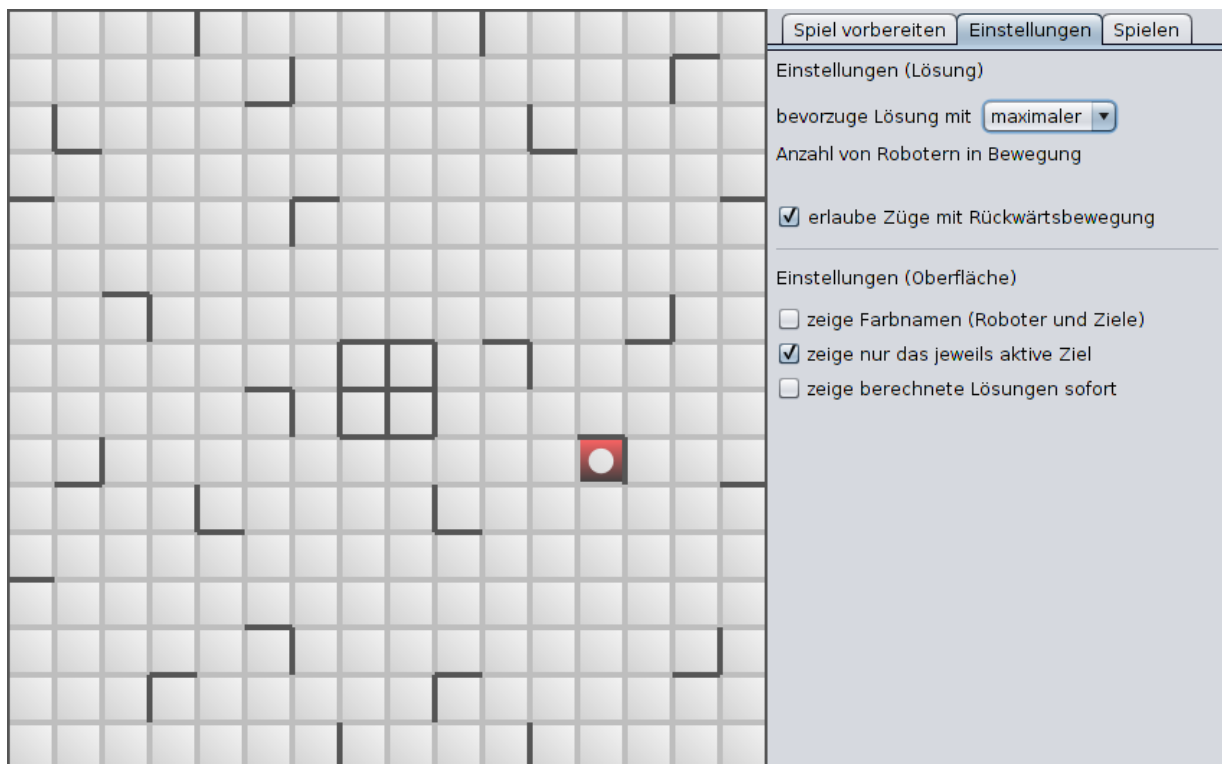 Spiel vorbereiten Einstellungen Spielen
Einstellungen (Lösung)
bevorzuge Lösung mit maximaler
Anzahl von Robotern in Bewegung
erlaube Züge mit Rückwärtsbewegung
Einstellungen (Oberfläche)
zeige Farbnamen (Roboter und Ziele)
zeige nur das jeweils aktive Ziel
zeige berechnete Lösungen sofort